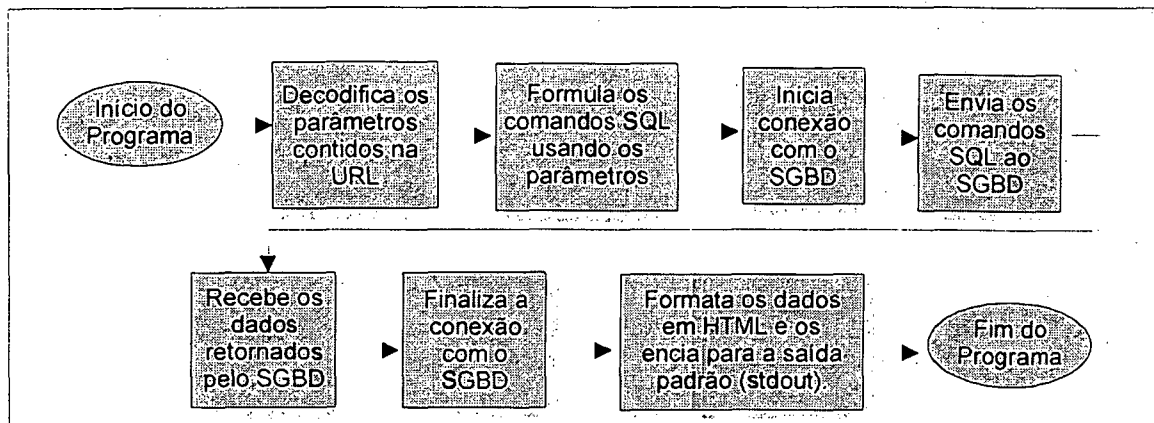 Início do
Programa
Decodifica os
parâmetros
contidos na
URL
Formula os
comandos SQL
usando os
parâmetros
Inicia
conexão
com o
SGBD
Envia os
comandos
SQL ao
SGBD
Recebe os
dados
retornados
pelo SGBD
Finaliza a
conexão
com o
SGBD
Formata os dados
em HTML e os
encia para a saída
padrão (stdout).
Fim do
Programa